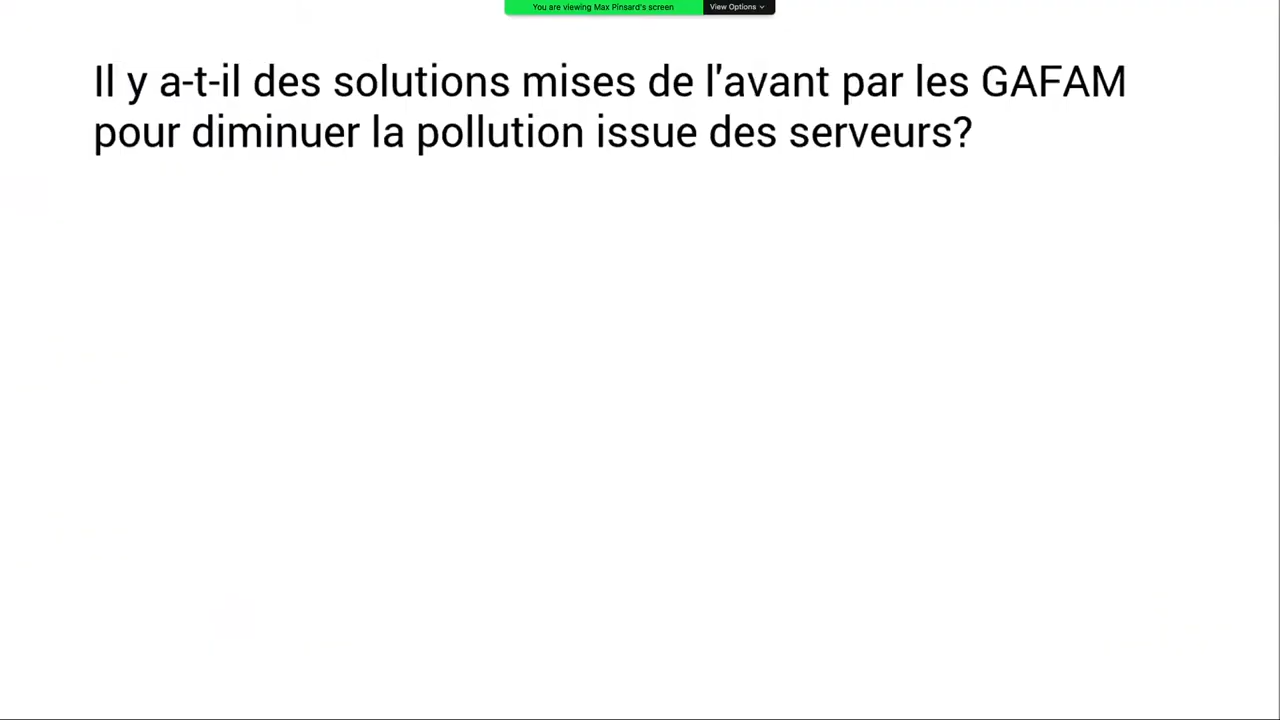 You are viewing Max Pinsard's screen View Options
Il y a-t-il des solutions mises de l'avant par les GAFAM
pour diminuer la pollution issue des serveurs?